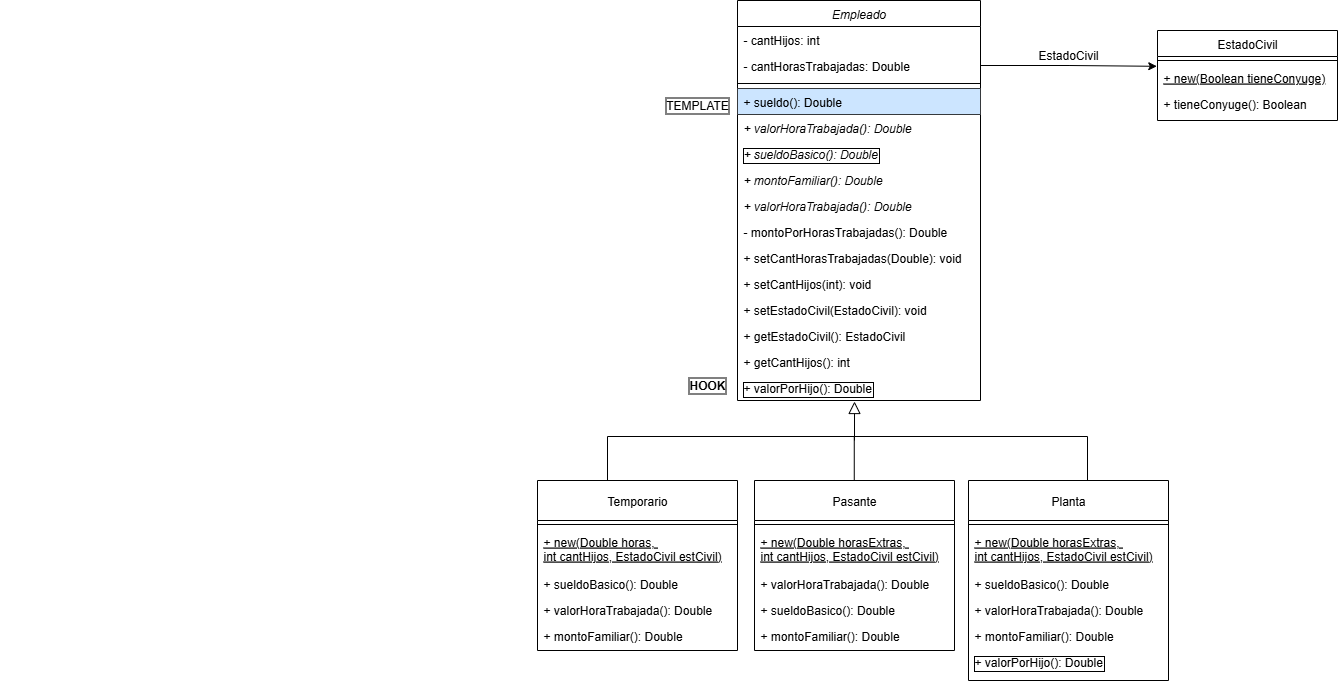 Empleado
- cantHijos: int
- cantHorasTrabajadas: Double
EstadoCivil
EstadoCivil
+ new(Boolean tieneConyuge)
+ tieneConyuge(): Boolean
TEMPLATE
+ sueldo(): Double
+ valorHoraTrabajada(): Double
+ sueldoBasico(): Double
+ montoFamiliar(): Double
+ valorHoraTrabajada(): Double
- montoPorHorasTrabajadas(): Double
+ setCantHorasTrabajadas(Double): void
+ setCantHijos(int): void
+ setEstadoCivil(EstadoCivil): void
+ getEstadoCivil(): EstadoCivil
+ getCantHijos(): int
HOOK
+ valorPorHijo(): Double
Temporario
+ new(Double horas,
int cantHijos, EstadoCivil estCivil)
+ sueldoBasico(): Double
+ valorHoraTrabajada(): Double
+ montoFamiliar(): Double
Pasante
+ new(Double horasExtras,
int cantHijos, EstadoCivil estCivil)
+ valorHoraTrabajada(): Double
+ sueldoBasico(): Double
+ montoFamiliar(): Double
Planta
+ new(Double horasExtras,
int cantHijos, EstadoCivil estCivil)
+ sueldoBasico(): Double
+ valorHoraTrabajada(): Double
+ montoFamiliar(): Double
+ valorPorHijo(): Double